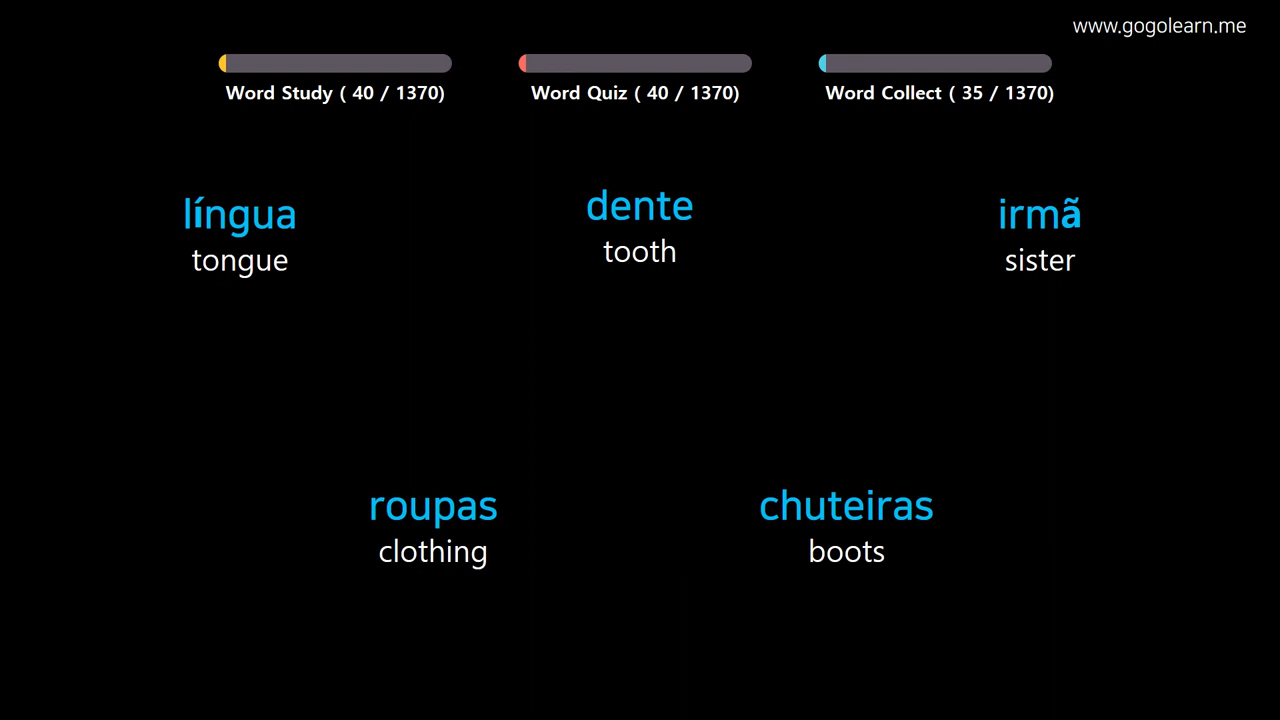 www.gogolearn.me
Word Study ( 40 / 1370)
Word Quiz ( 40 / 1370)
Word Collect ( 35 / 1370)
língua
tongue
dente
tooth
irmã
sister
roupas
clothing
chuteiras
boots